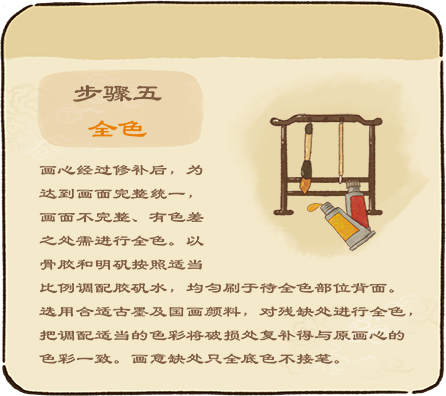 步骤五
全色
画心经过修补后，为
达到画面完整统一，
画面不完整、有色差
之处需进行全色。以
骨胶和明矾按照适当
比例调配胶矾水，均匀刷于待全色部位背面。
选用合适古墨及国画颜料，对残缺处进行全色，
把调配适当的色彩将破损处复补得与原画心的
色彩一致。画意缺处只全底色不接笔。